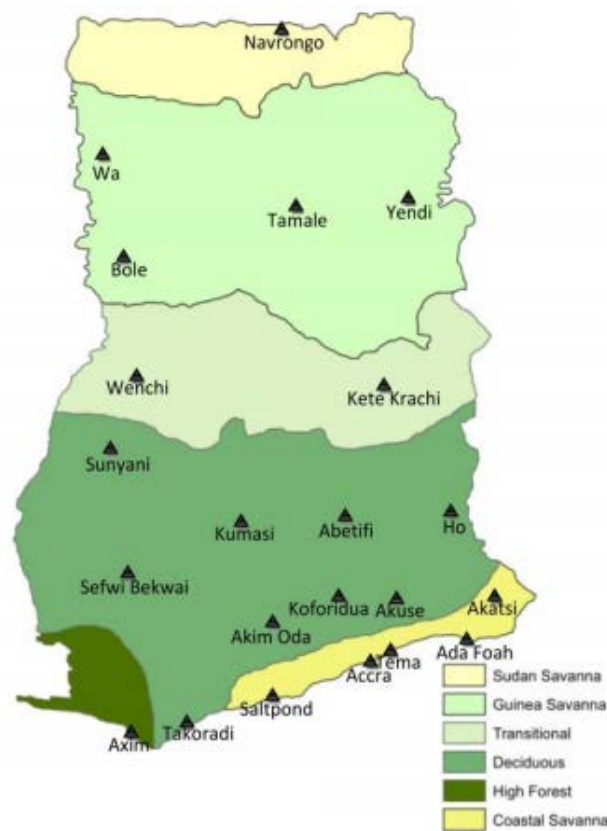 Navrongo
Wa
Tamale
Yendi
Bole
Wenchi
Kete Krachi
Sunyani
Kumasi
Abetifi
Ho
Sefwi Bekwai
Koforidua
Akuse
Akatsi
Akim Oda
Ada Foah
Tema
Accra
Saltpond
Takoradi
Axim
Sudan Savanna
Guinea Savanna
Transitional
Deciduous
High Forest
Coastal Savanna